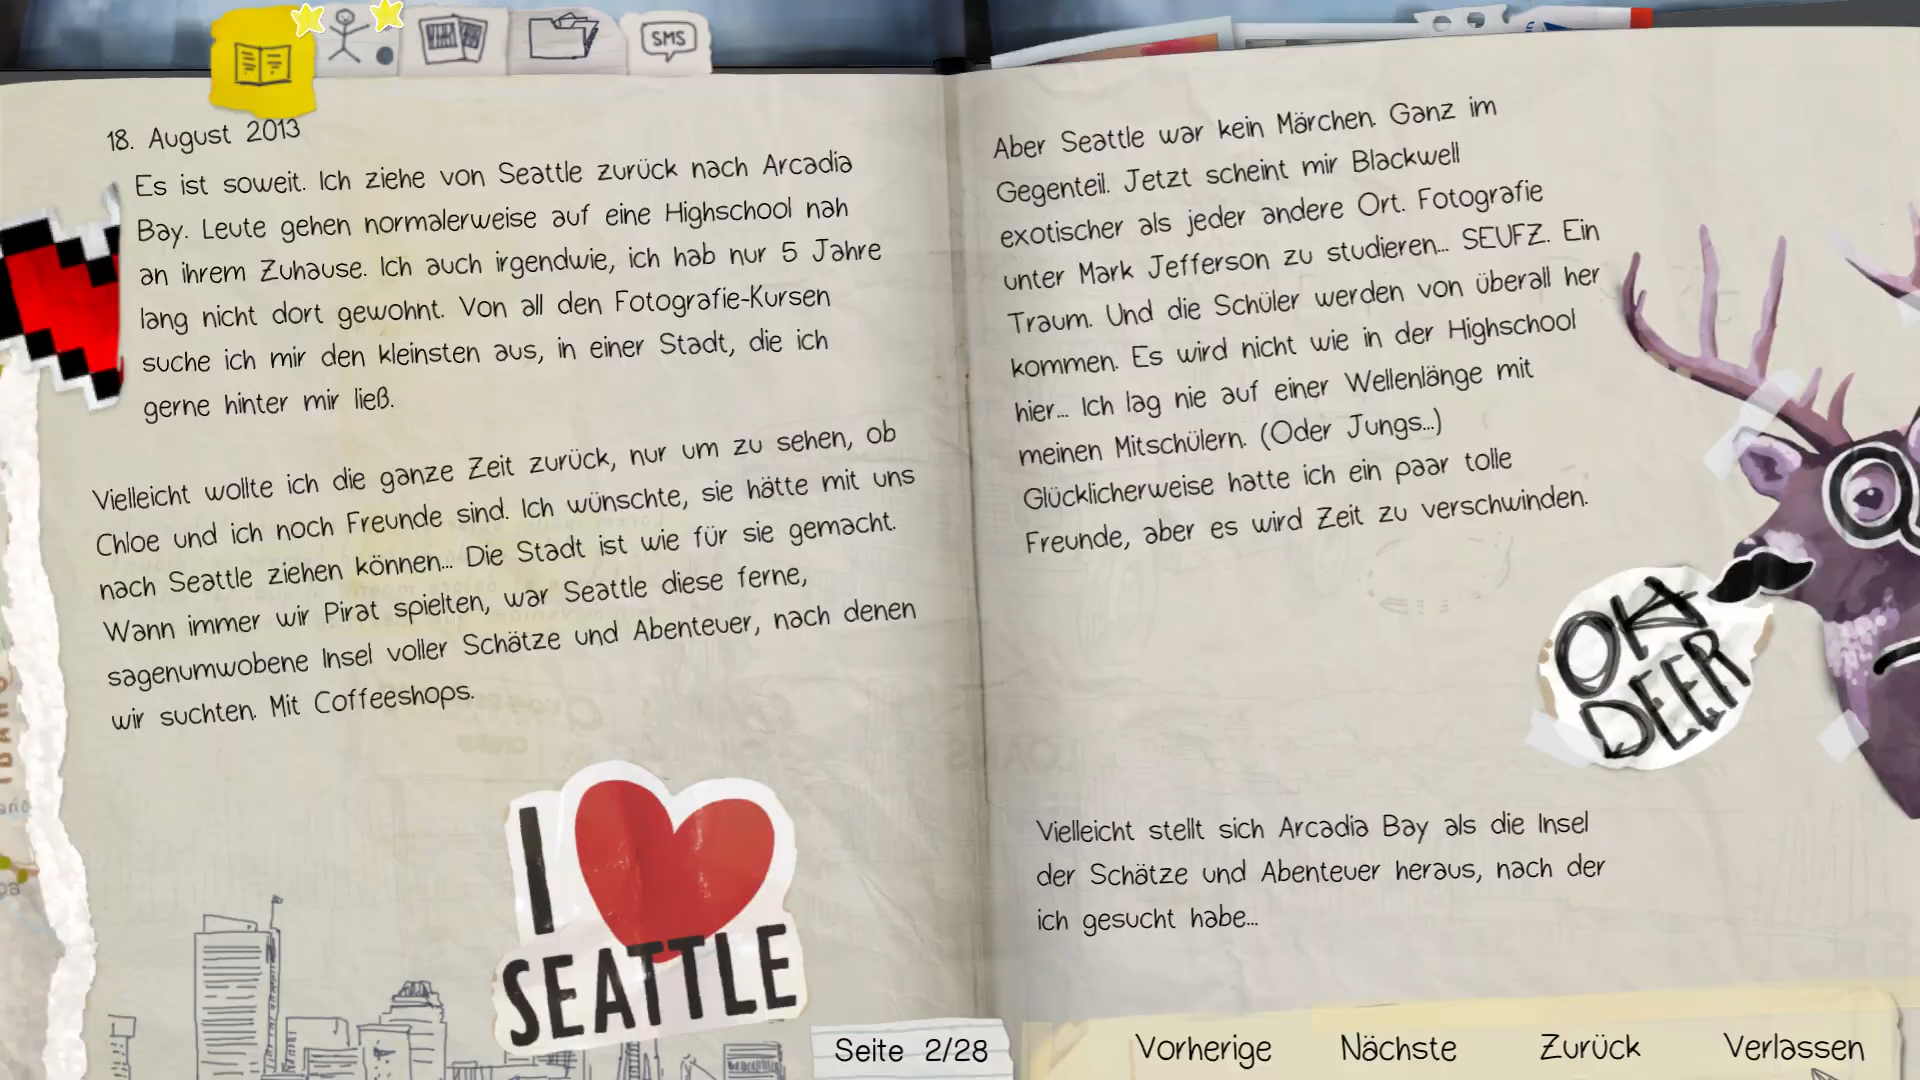 SMS
18. August 2013
Es ist soweit. Ich ziehe von Seattle zurück nach Arcadia
Bay. Leute gehen normalerweise auf eine Highschool nah
an ihrem Zuhause. Ich auch irgendwie, ich hab nur 5 Jahre
lang nicht dort gewohnt. Von all den Fotografie-Kursen
suche ich mir den kleinsten aus, in einer Stadt, die ich
gerne hinter mir ließ.
Vielleicht wollte ich die ganze Zeit zurück, nur um zu sehen, ob
Chloe und ich noch Freunde sind. Ich wünschte, sie hätte mit uns
nach Seattle ziehen können... Die Stadt ist wie für sie gemacht.
Wann immer wir Pirat spielten, war Seattle diese ferne,
sagenumwobene Insel voller Schätze und Abenteuer, nach denen
wir suchten. Mit Coffeeshops.
I
SEATTLE
Aber Seattle war kein Märchen. Ganz im
Gegenteil. Jetzt scheint mir Blackwell
exotischer als jeder andere Ort. Fotografie
unter Mark Jefferson zu studieren... SEUFZ. Ein
Traum. Und die Schüler werden von überall her
kommen. Es wird nicht wie in der Highschool
hier... Ich lag nie auf einer Wellenlänge mit
meinen Mitschülern. (Oder Jungs...)
Glücklicherweise hatte ich ein paar tolle
Freunde, aber es wird Zeit zu verschwinden.
OH
DEER
Vielleicht stellt sich Arcadia Bay als die Insel
der Schätze und Abenteuer heraus, nach der
ich gesucht habe...
Seite 2/28
Vorherige
Nächste
Zurück
Verlassen